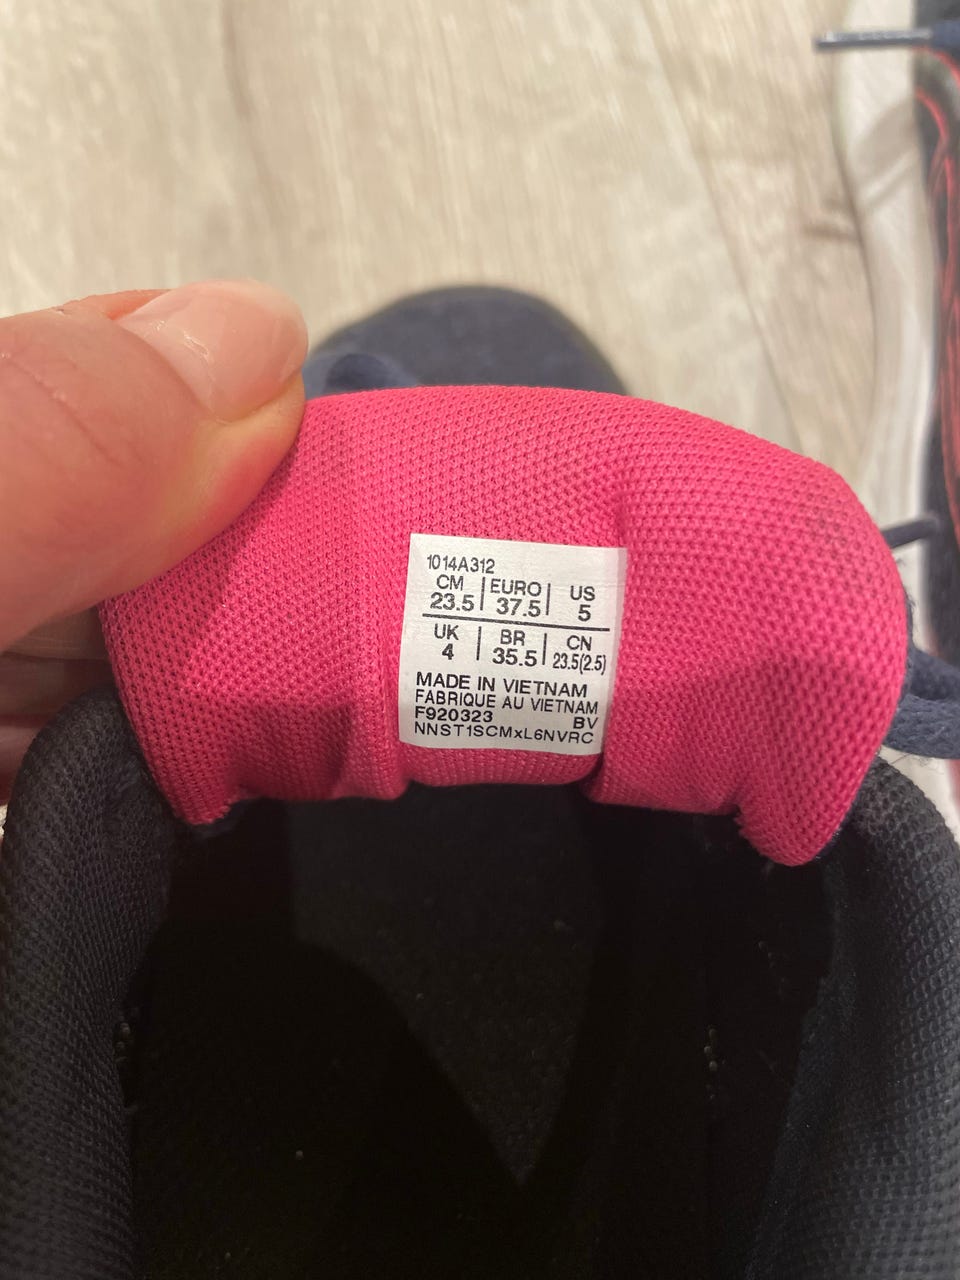 1014A312
CM EURO US
23.5 37.5 5
UK BR CN
4 35.5 23.5(2.5)
MADE IN VIETNAM
FABRIQUE AU VIETNAM
F920323 BV
NNST1SCMxL6NVRC